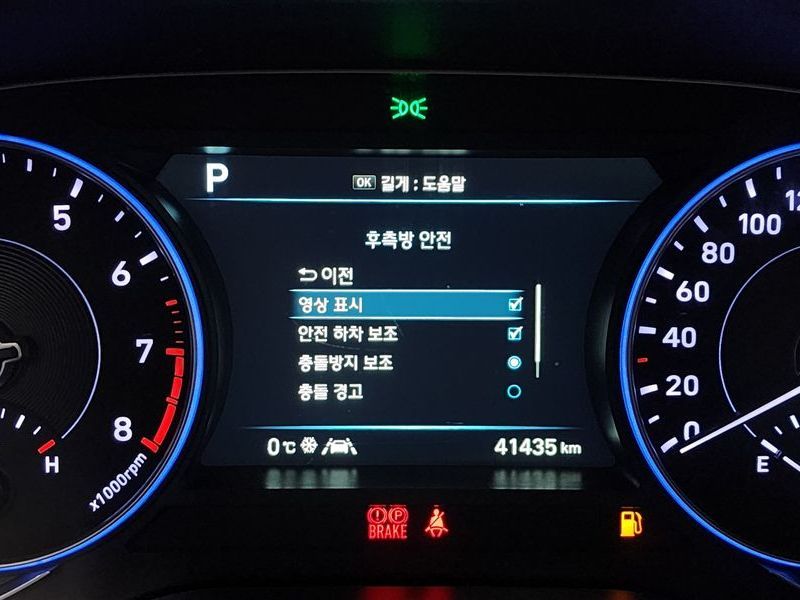 P
OK 길게 : 도움말
후측방 안전
이전
영상 표시
안전 하차 보조
충돌방지 보조
충돌 경고
0℃
41435 km
5
6
7
8
x1000rpm
H
100
80
60
40
20
0
E
P
BRAKE